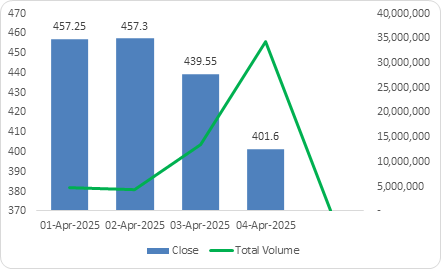 470 40,000,000
460 457.25 457.3 35,000,000
450 30,000,000
440 439.55 25,000,000
430 20,000,000
420 15,000,000
410
400 401.6 10,000,000
390
380 5,000,000
370 -
01-Apr-2025 02-Apr-2025 03-Apr-2025 04-Apr-2025
Close Total Volume